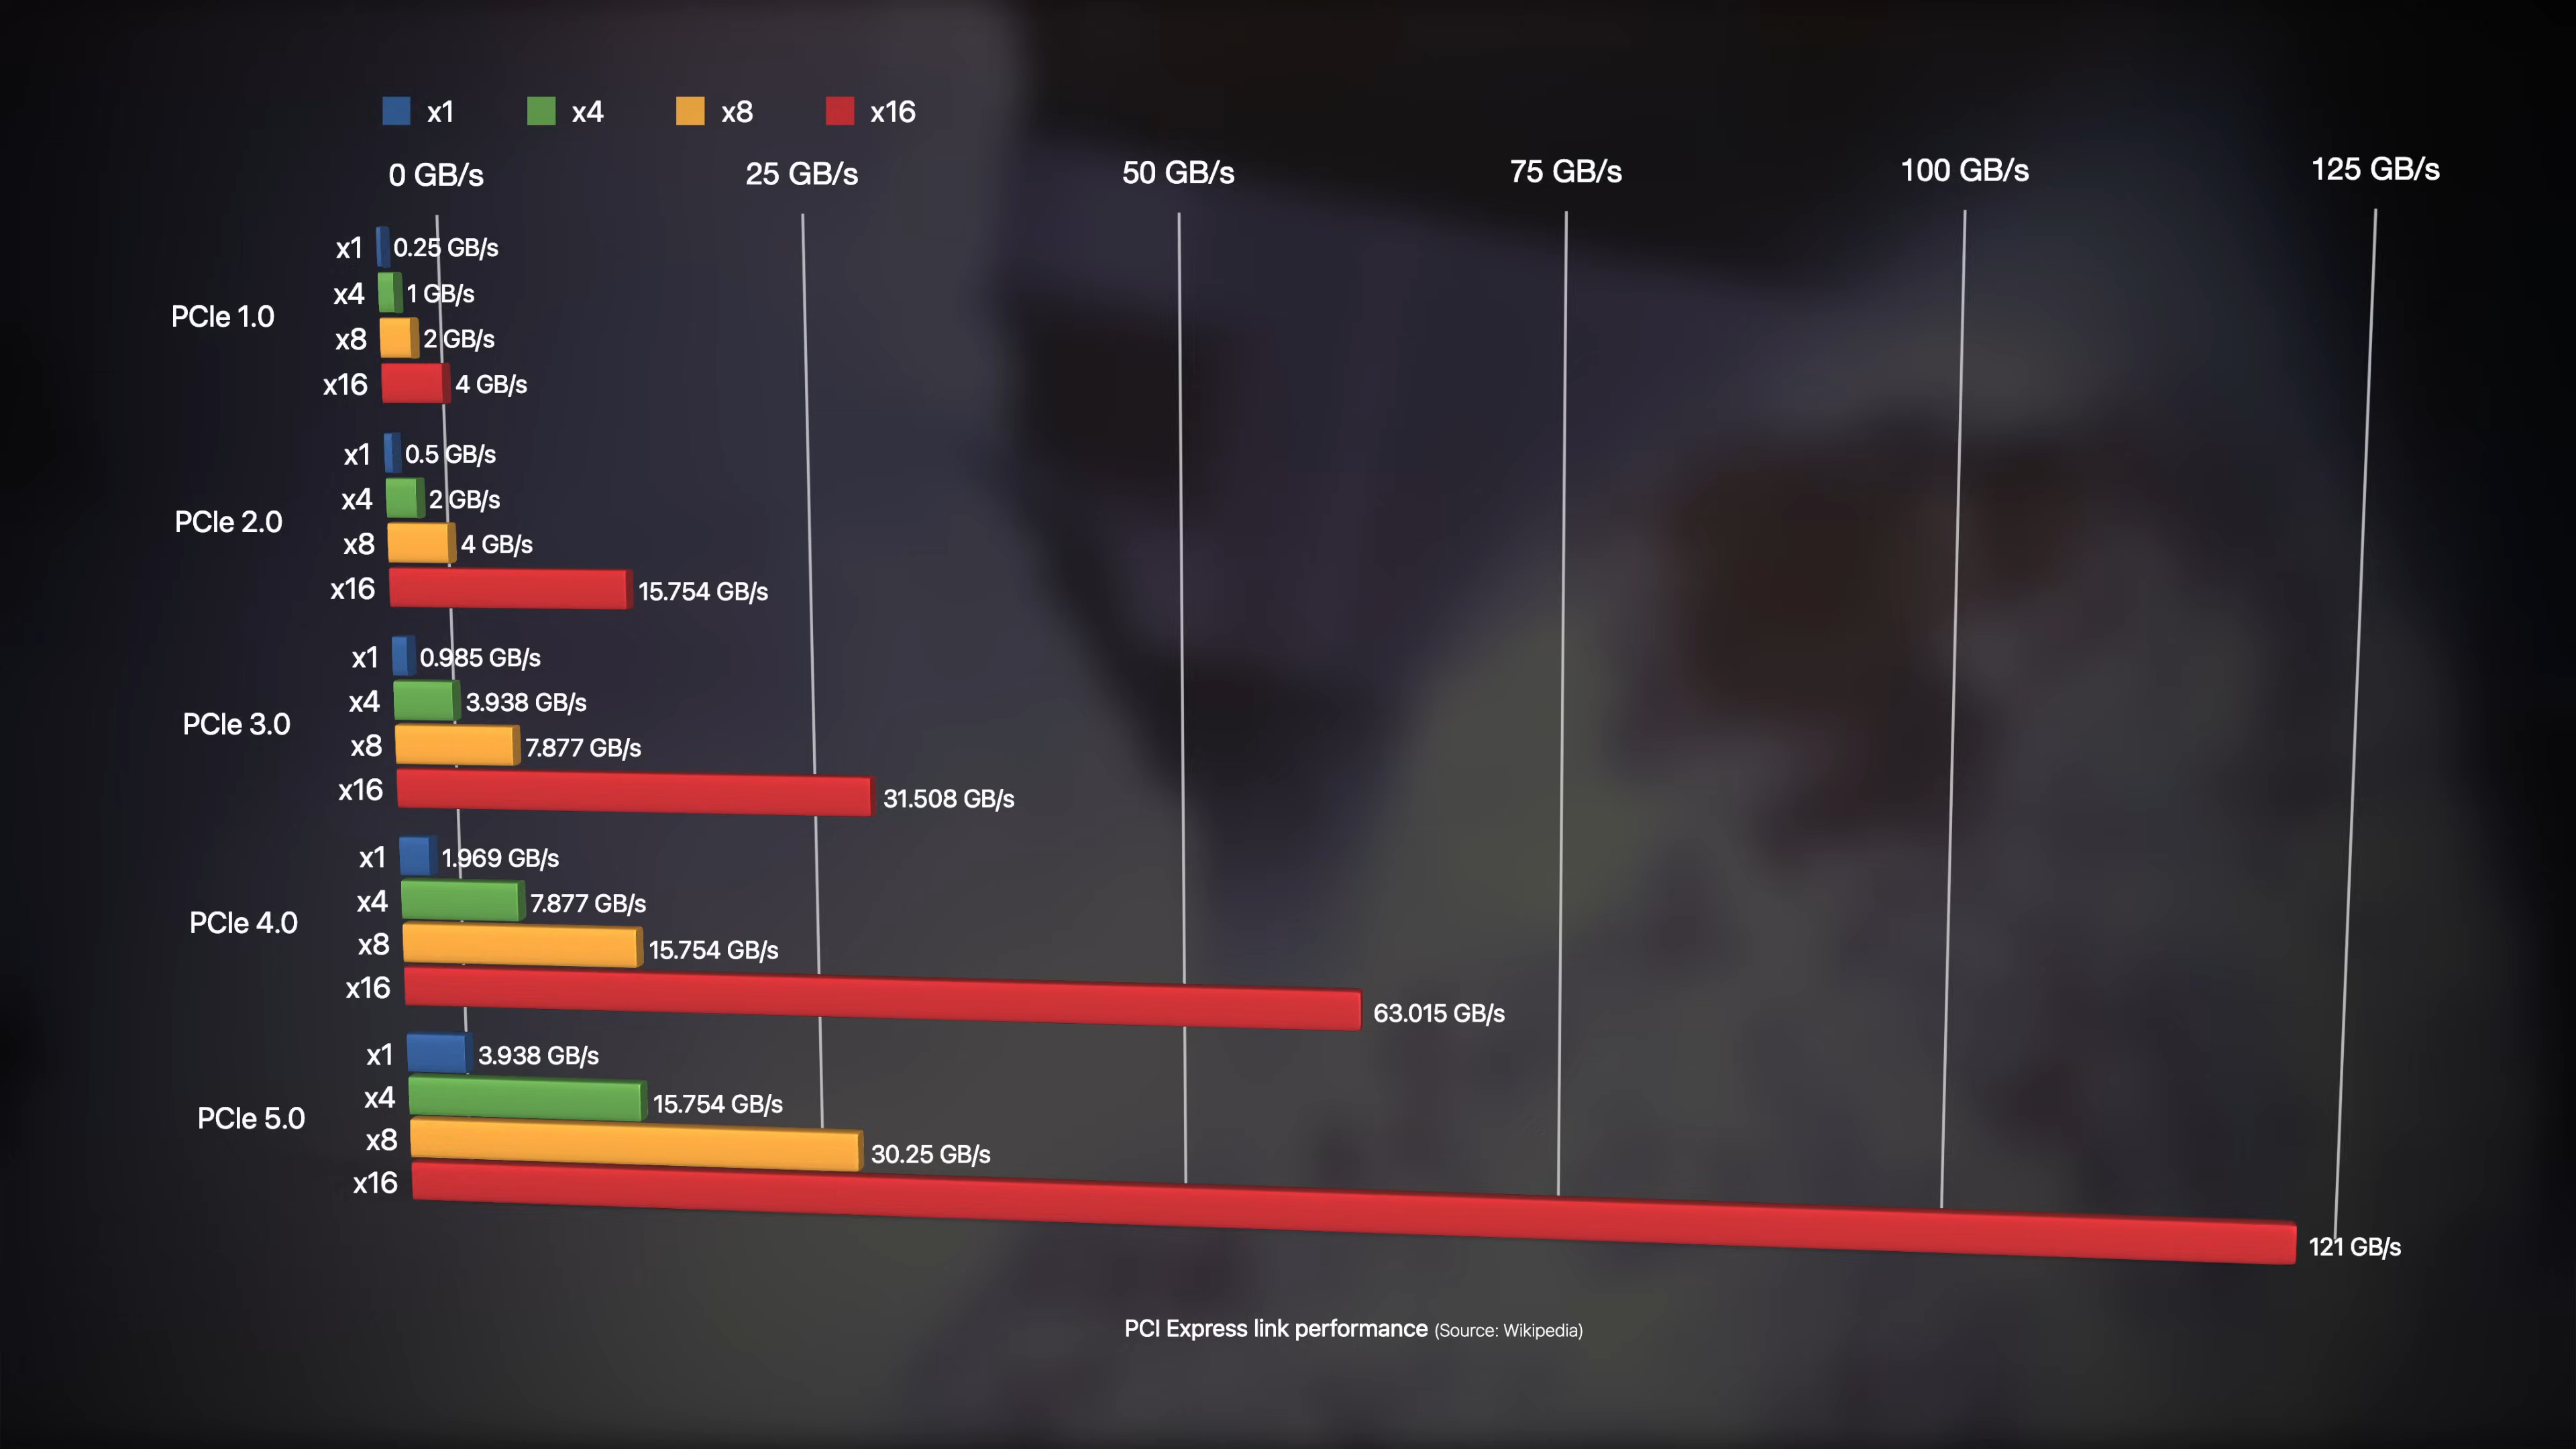 x1 x4 x8 x16
0 GB/s 25 GB/s 50 GB/s 75 GB/s 100 GB/s 125 GB/s
PCIe 1.0
x1 0.25 GB/s
x4 1 GB/s
x8 2 GB/s
x16 4 GB/s
PCIe 2.0
x1 0.5 GB/s
x4 2 GB/s
x8 4 GB/s
x16 15.754 GB/s
PCIe 3.0
x1 0.985 GB/s
x4 3.938 GB/s
x8 7.877 GB/s
x16 31.508 GB/s
PCIe 4.0
x1 1.969 GB/s
x4 7.877 GB/s
x8 15.754 GB/s
x16 63.015 GB/s
PCIe 5.0
x1 3.938 GB/s
x4 15.754 GB/s
x8 30.25 GB/s
x16 121 GB/s
PCI Express link performance (Source: Wikipedia)